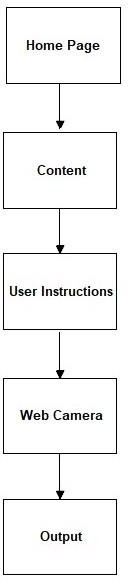 Home Page
Content
User Instructions
Web Camera
Output